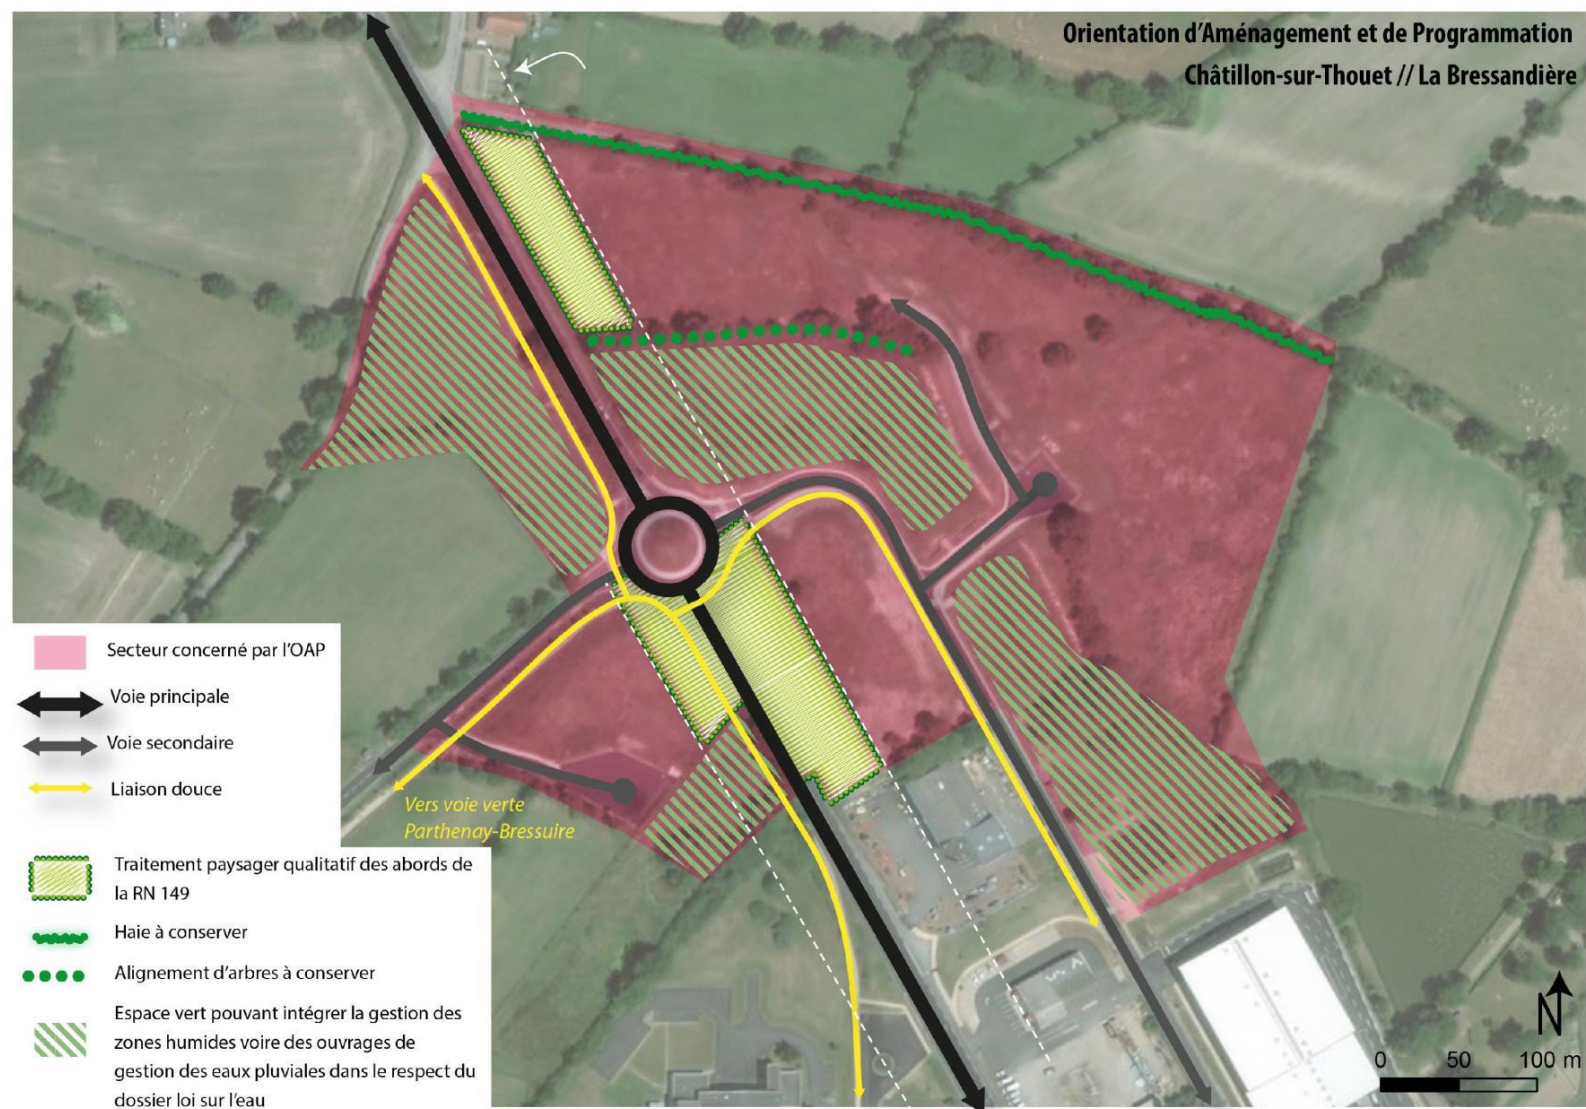 Orientation d'Aménagement et de Programmation
Châtillon-sur-Thouet // La Bressandière
Secteur concerné par l'OAP
Voie principale
Voie secondaire
Liaison douce
Vers voie verte
Parthenay-Bressuire
Traitement paysager qualitatif des abords de
la RN 149
Haie à conserver
Alignement d'arbres à conserver
Espace vert pouvant intégrer la gestion des
zones humides voire des ouvrages de
gestion des eaux pluviales dans le respect du
dossier loi sur l'eau
N
0 50 100 m